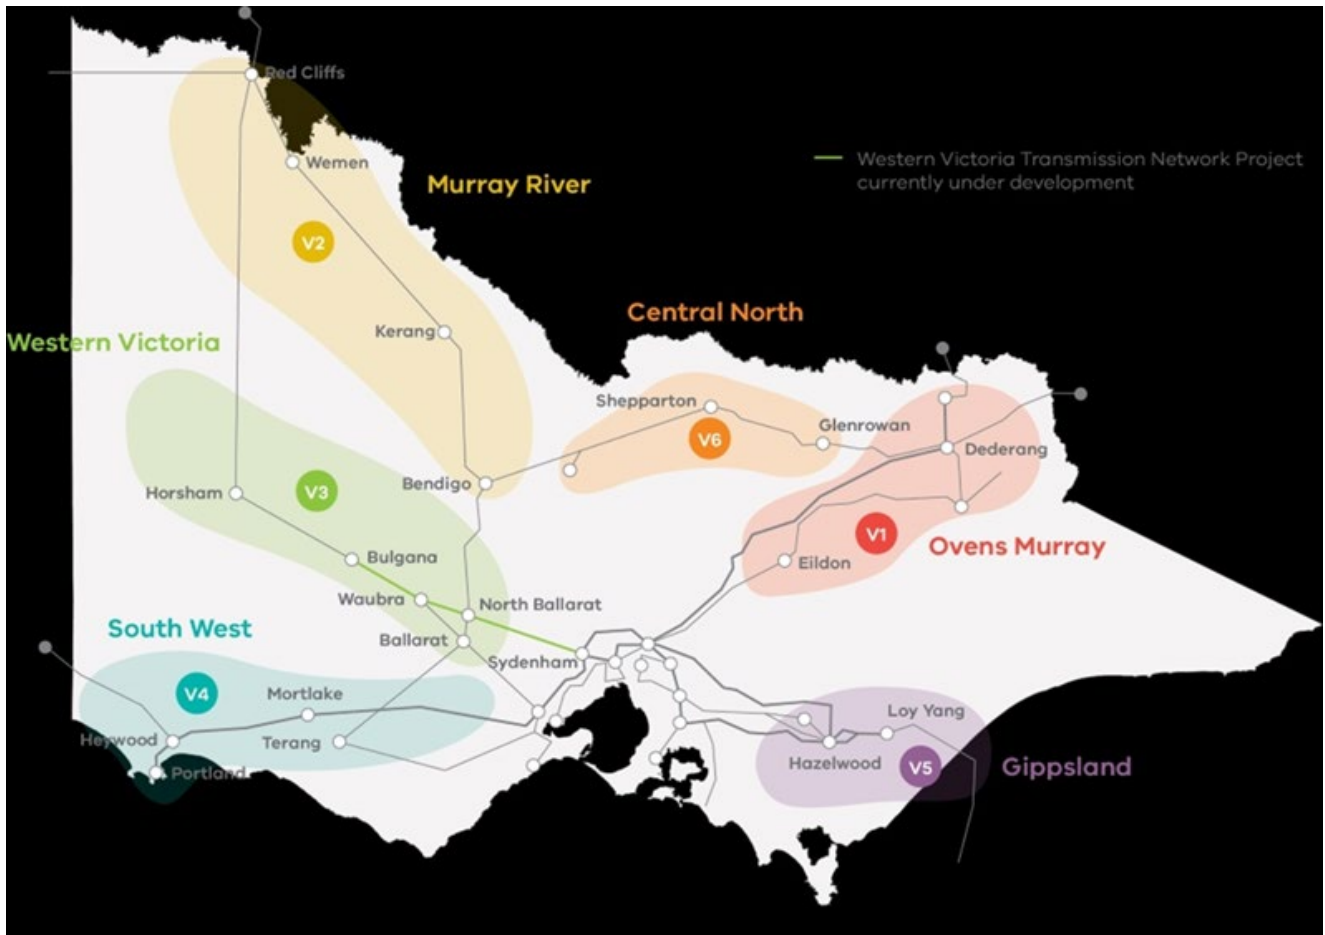 Red Cliffs
Wemen
Western Victoria Transmission Network Project
currently under development
Murray River
V2
Central North
Kerang
Western Victoria
Shepparton
Glenrowan
V6
Dederang
Bendigo
Horsham
V3
V1
Ovens Murray
Bulgana
Eildon
Waubra
North Ballarat
South West
Ballarat
Sydenham
V4
Mortlake
Loy Yang
Heywood
Terang
Hazelwood
V5
Gippsland
Portland